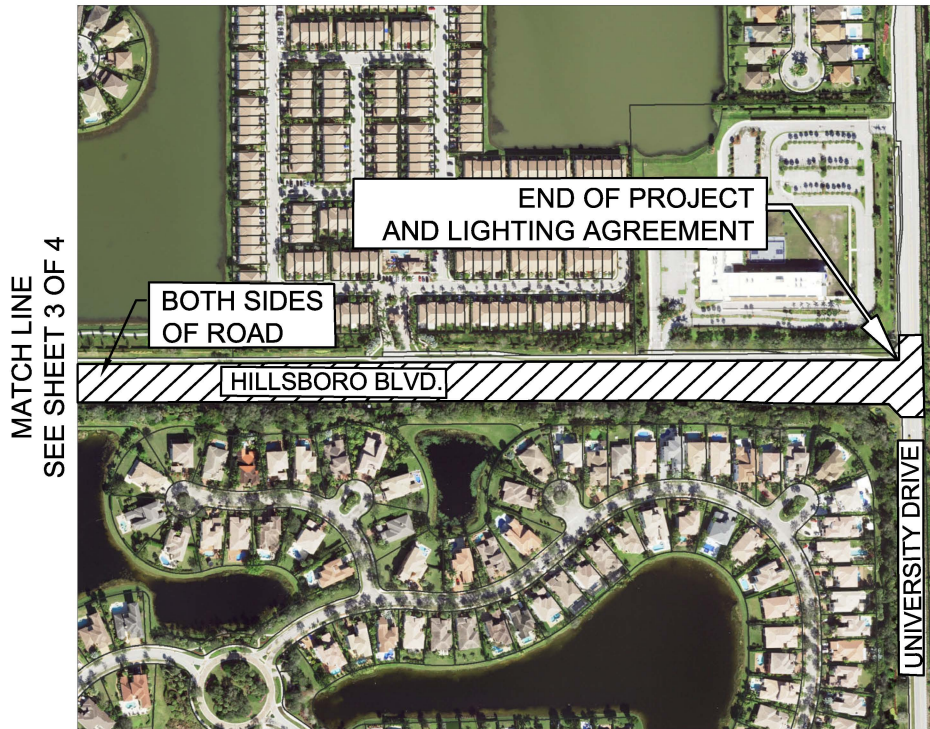 END OF PROJECT
AND LIGHTING AGREEMENT
MATCH LINE
SEE SHEET 3 OF 4
BOTH SIDES
OF ROAD
HILLSBORO BLVD.
UNIVERSITY DRIVE